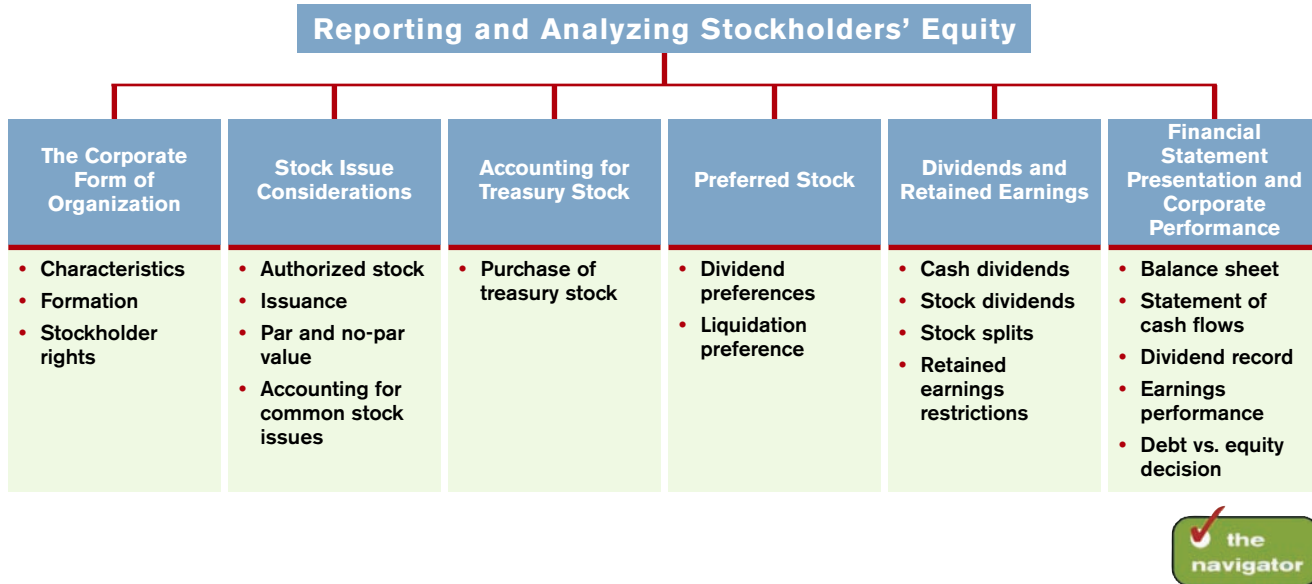 Reporting and Analyzing Stockholders’ Equity
The Corporate
Form of
Organization
• Characteristics
• Formation
• Stockholder
rights
Stock Issue
Considerations
• Authorized stock
• Issuance
• Par and no-par
value
• Accounting for
common stock
issues
Accounting for
Treasury Stock
• Purchase of
treasury stock
Preferred Stock
• Dividend
preferences
• Liquidation
preference
Dividends and
Retained Earnings
• Cash dividends
• Stock dividends
• Stock splits
• Retained
earnings
restrictions
Financial
Statement
Presentation and
Corporate
Performance
• Balance sheet
• Statement of
cash flows
• Dividend record
• Earnings
performance
• Debt vs. equity
decision
the
navigator